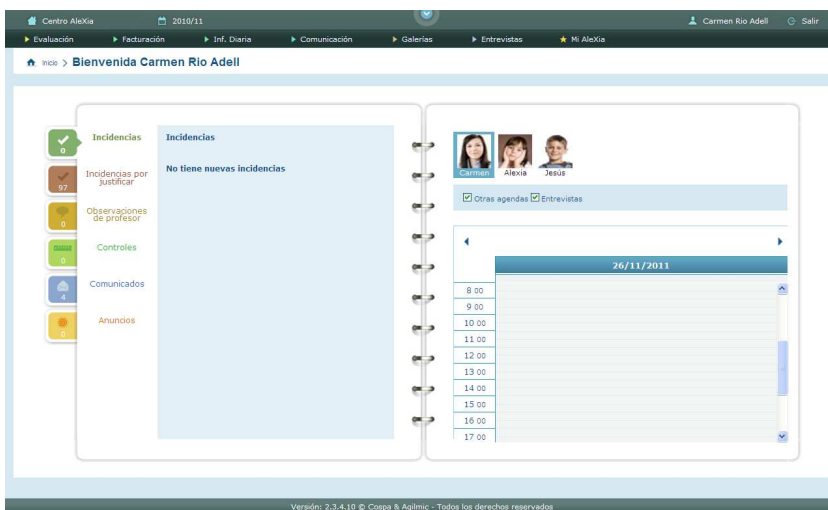 Centro AleXia 2010/11 Carmen Rio Adell Salir
Evaluación Facturación Inf. Diaria Comunicación Galerías Entrevistas Mi AleXia
Inicio > Bienvenida Carmen Rio Adell
Incidencias
0
Incidencias por
justificar
97
Observaciones
de profesor
0
Controles
0
Comunicados
4
Anuncios
0
Incidencias
No tiene nuevas incidencias
Carmen Alexia Jesús
Otras agendas Entrevistas
26/11/2011
8 00
9 00
10 00
11 00
12 00
13 00
14 00
15 00
16 00
17 00
Versión: 2.3.4.10 © Cospa & Agilmic - Todos los derechos reservados